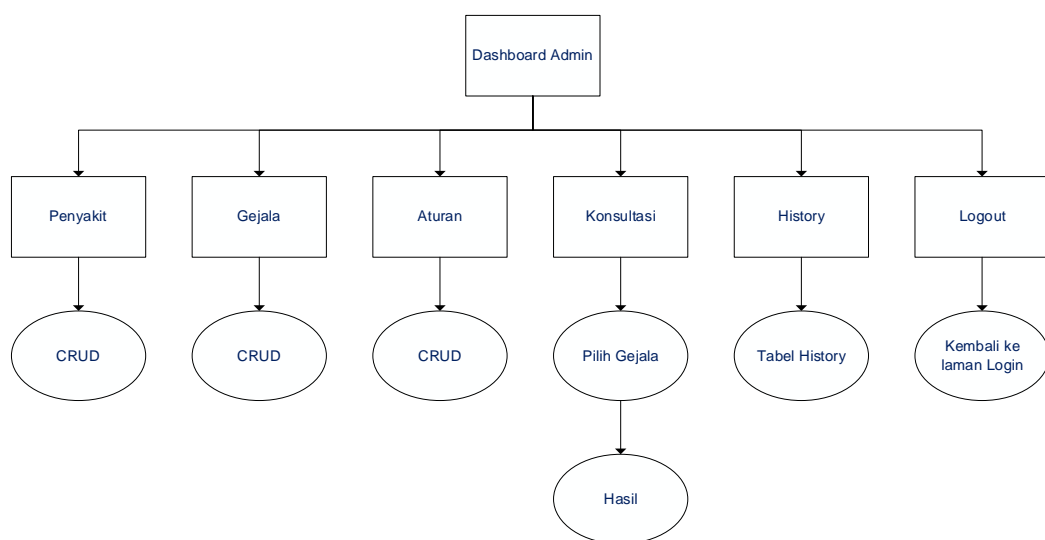 Dashboard Admin
Penyakit
Gejala
Aturan
Konsultasi
History
Logout
CRUD
CRUD
CRUD
Pilih Gejala
Tabel History
Kembali ke
laman Login
Hasil